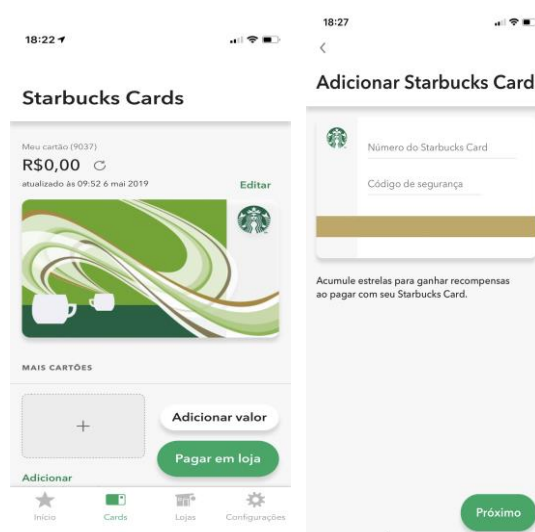 18:22
Starbucks Cards
Meu cartão (9037)
R$0,00
atualizado às 09:52 6 mai 2019
Editar
MAIS CARTÕES
+
Adicionar valor
Pagar em loja
Adicionar
Início
Cards
Lojas
Configurações
18:27
Adicionar Starbucks Card
Número do Starbucks Card
Código de segurança
Acumule estrelas para ganhar recompensas
ao pagar com seu Starbucks Card.
Próximo